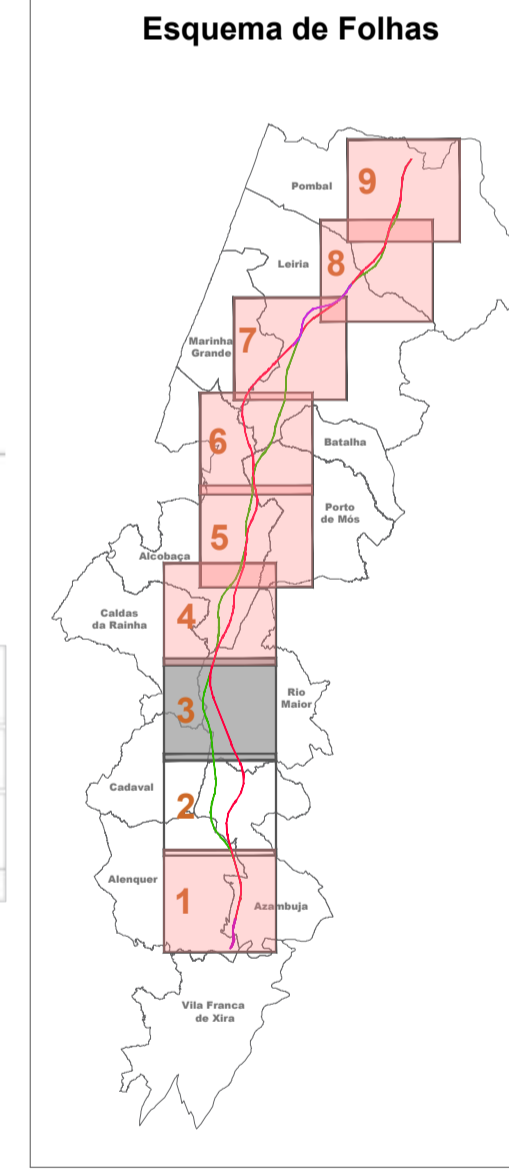 Esquema de Folhas
Pombal
9
Leiria
8
Marinha
Grande
7
6
Batalha
5
Porto
de Mós
Alcobaça
Caldas
da Rainha
4
3
Rio
Maior
Cadaval
2
Alenquer
1
Azambuja
Vila Franca
de Xira